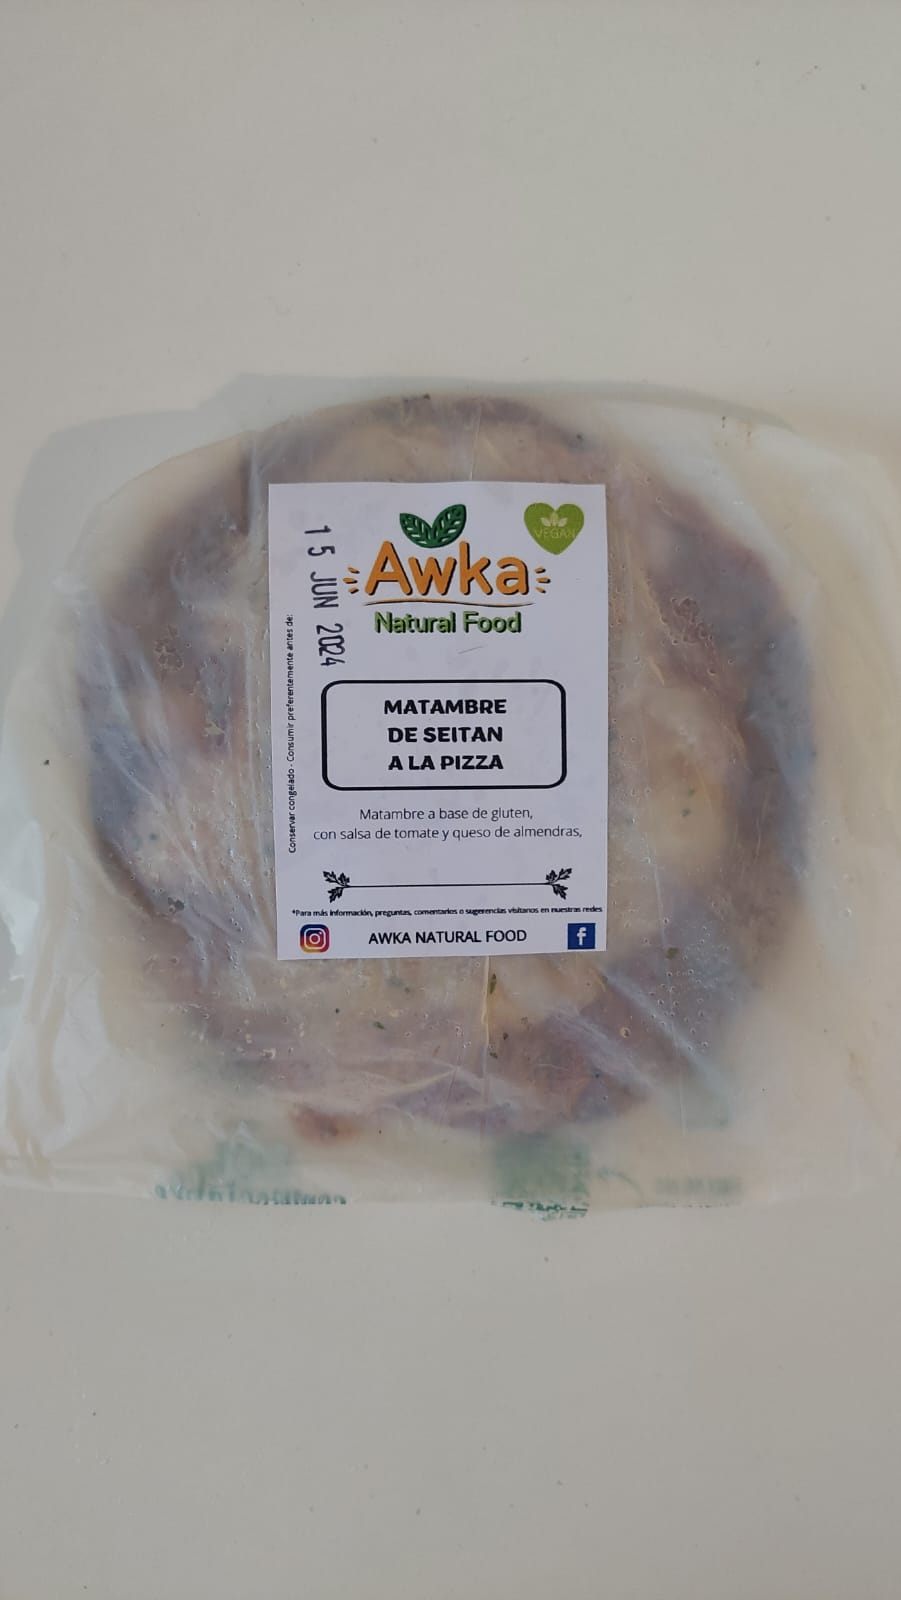 15 JUN 2024
Conservar congelado - Consumir preferentemente antes de:
VEGAN
Awka
Natural Food
MATAMBRE
DE SEITAN
A LA PIZZA
Matambre a base de gluten,
con salsa de tomate y queso de almendras,
*Para más información, preguntas, comentarios o sugerencias visítanos en nuestras redes
AWKA NATURAL FOOD